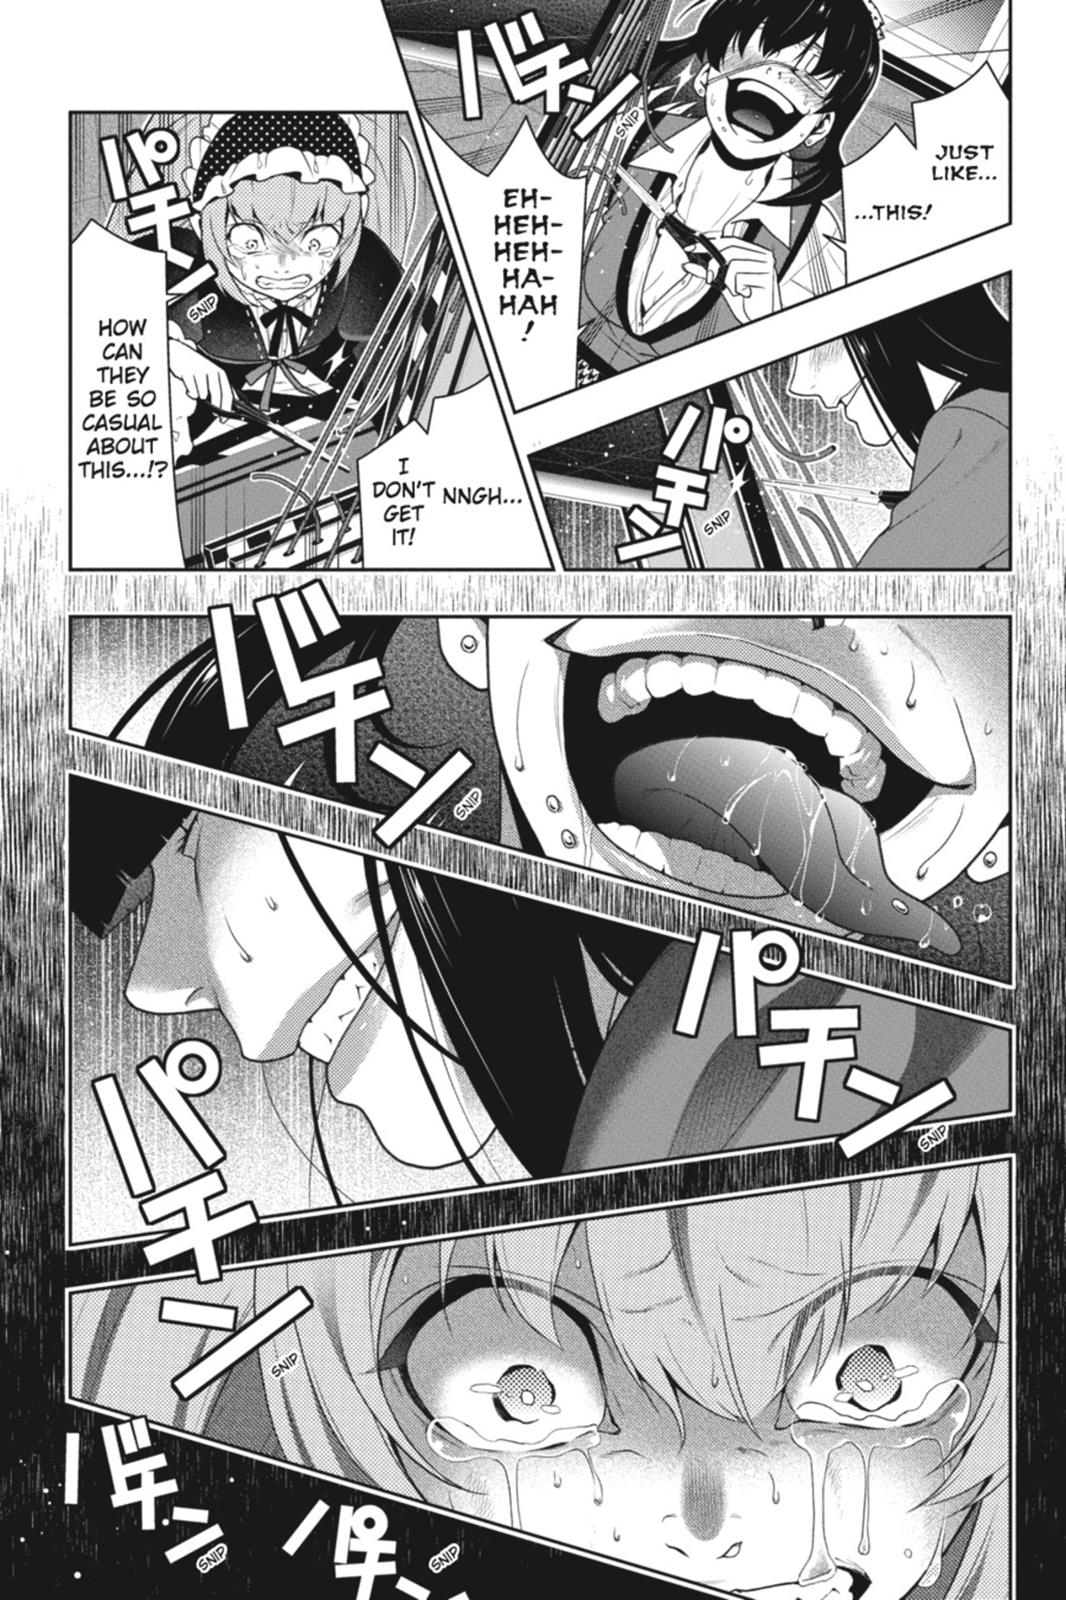 JUST
LIKE...
...THIS!
バチン
SNIP
EH-
HEH-
HEH-
HA-
HAH
!
パチン
SNIP
NNGH...
I
DON'T
GET
IT!
パチン
SNIP
HOW
CAN
THEY
BE SO
CASUAL
ABOUT
THIS...!?
バチン
SNIP
パチン
SNIP
パチン
SNIP
バチン
SNIP
パチン
SNIP